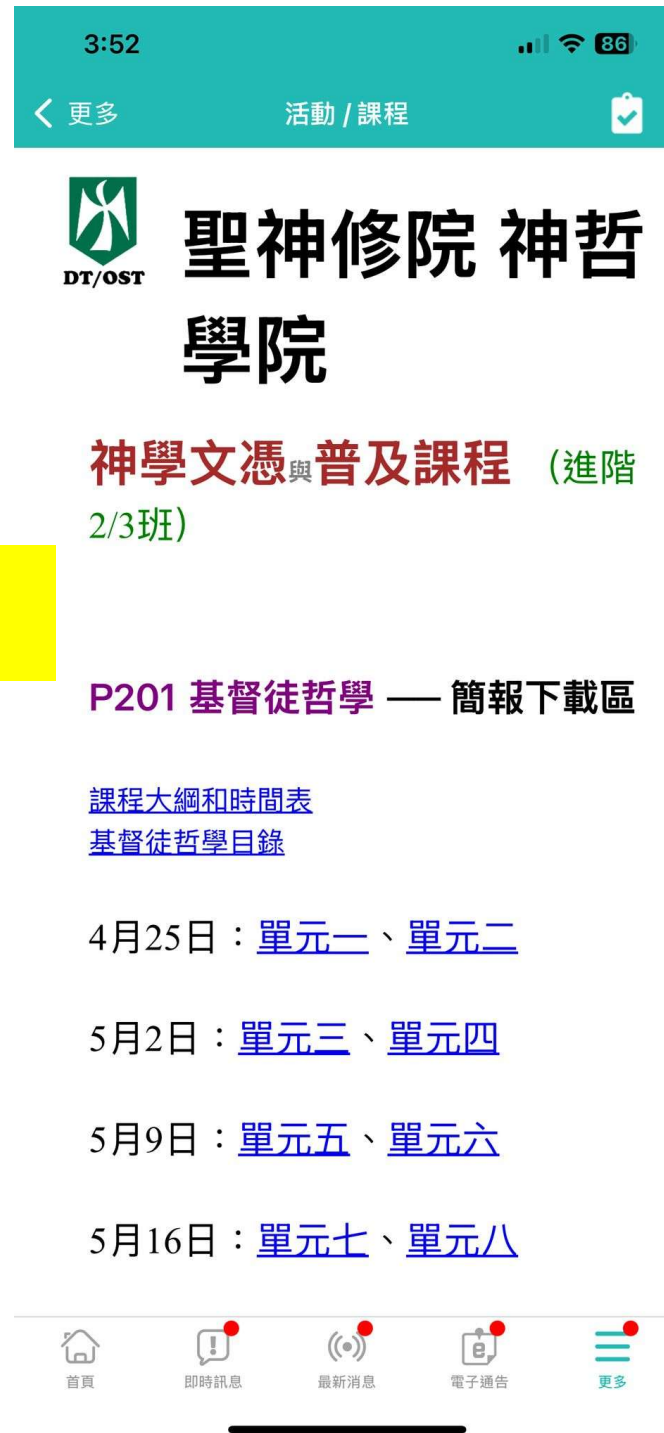 3:52
86
更多
活動 / 課程
DT/OST
聖神修院 神哲
學院
神學文憑與普及課程 (進階
2/3班)
P201 基督徒哲學 —— 簡報下載區
課程大綱和時間表
基督徒哲學目錄
4月25日：單元一、單元二
5月2日：單元三、單元四
5月9日：單元五、單元六
5月16日：單元七、單元八
首頁
即時訊息
最新消息
e
電子通告
更多